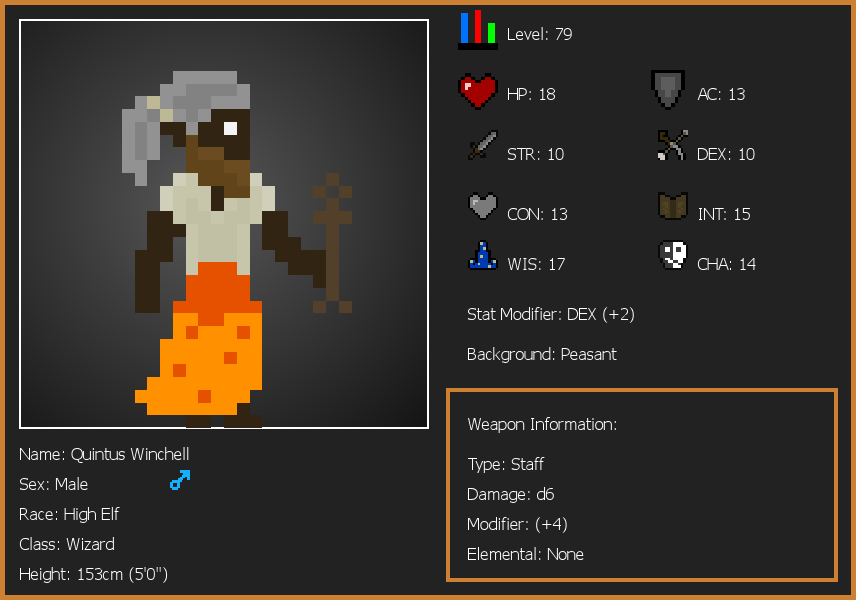 Level: 79
HP: 18
AC: 13
STR: 10
DEX: 10
CON: 13
INT: 15
WIS: 17
CHA: 14
Stat Modifier: DEX (+2)
Background: Peasant
Weapon Information:
Type: Staff
Damage: d6
Modifier: (+4)
Elemental: None
Name: Quintus Winchell
Sex: Male
Race: High Elf
Class: Wizard
Height: 153cm (5'0")